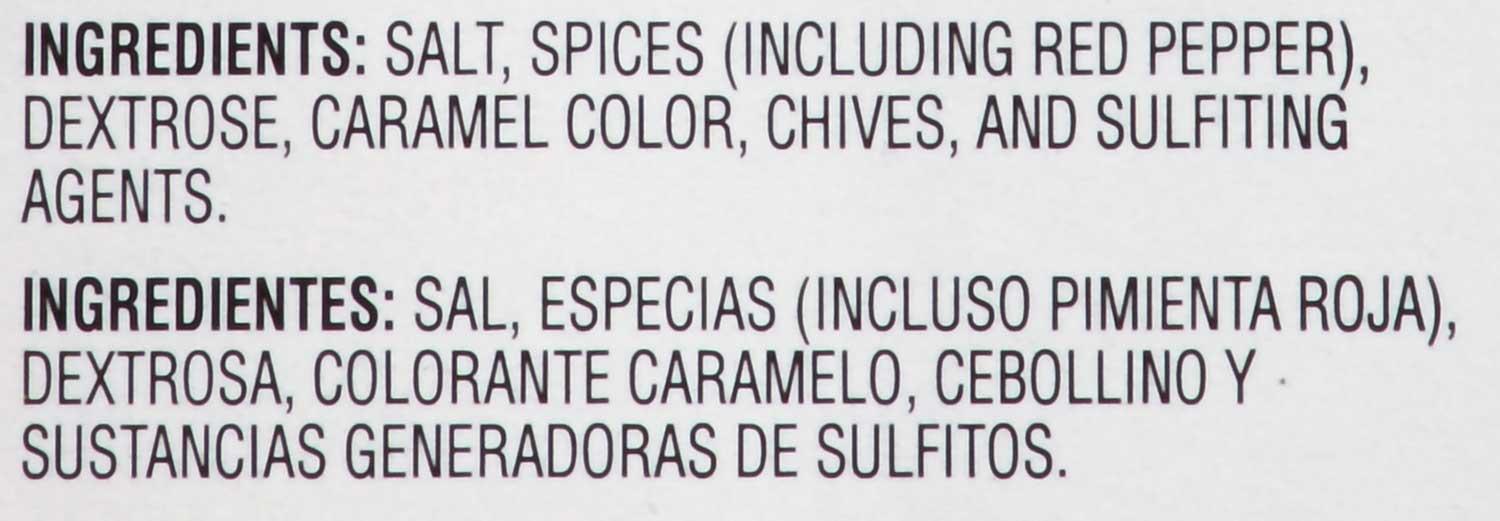 INGREDIENTS: SALT, SPICES (INCLUDING RED PEPPER),
DEXTROSE, CARAMEL COLOR, CHIVES, AND SULFITING
AGENTS.
INGREDIENTES: SAL, ESPECIAS (INCLUSO PIMIENTA ROJA),
DEXTROSA, COLORANTE CARAMELO, CEBOLLINO Y
SUSTANCIAS GENERADORAS DE SULFITOS.